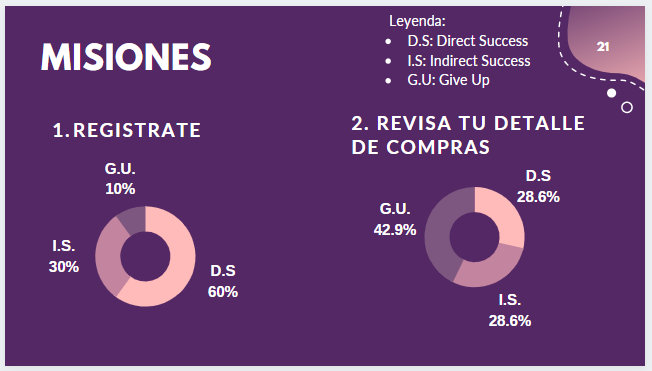 MISIONES
Leyenda:
• D.S: Direct Success
• I.S: Indirect Success
• G.U: Give Up
21
1. REGISTRATE
G.U.
10%
I.S.
30%
D.S
60%
2. REVISA TU DETALLE
DE COMPRAS
D.S
28.6%
G.U.
42.9%
I.S.
28.6%